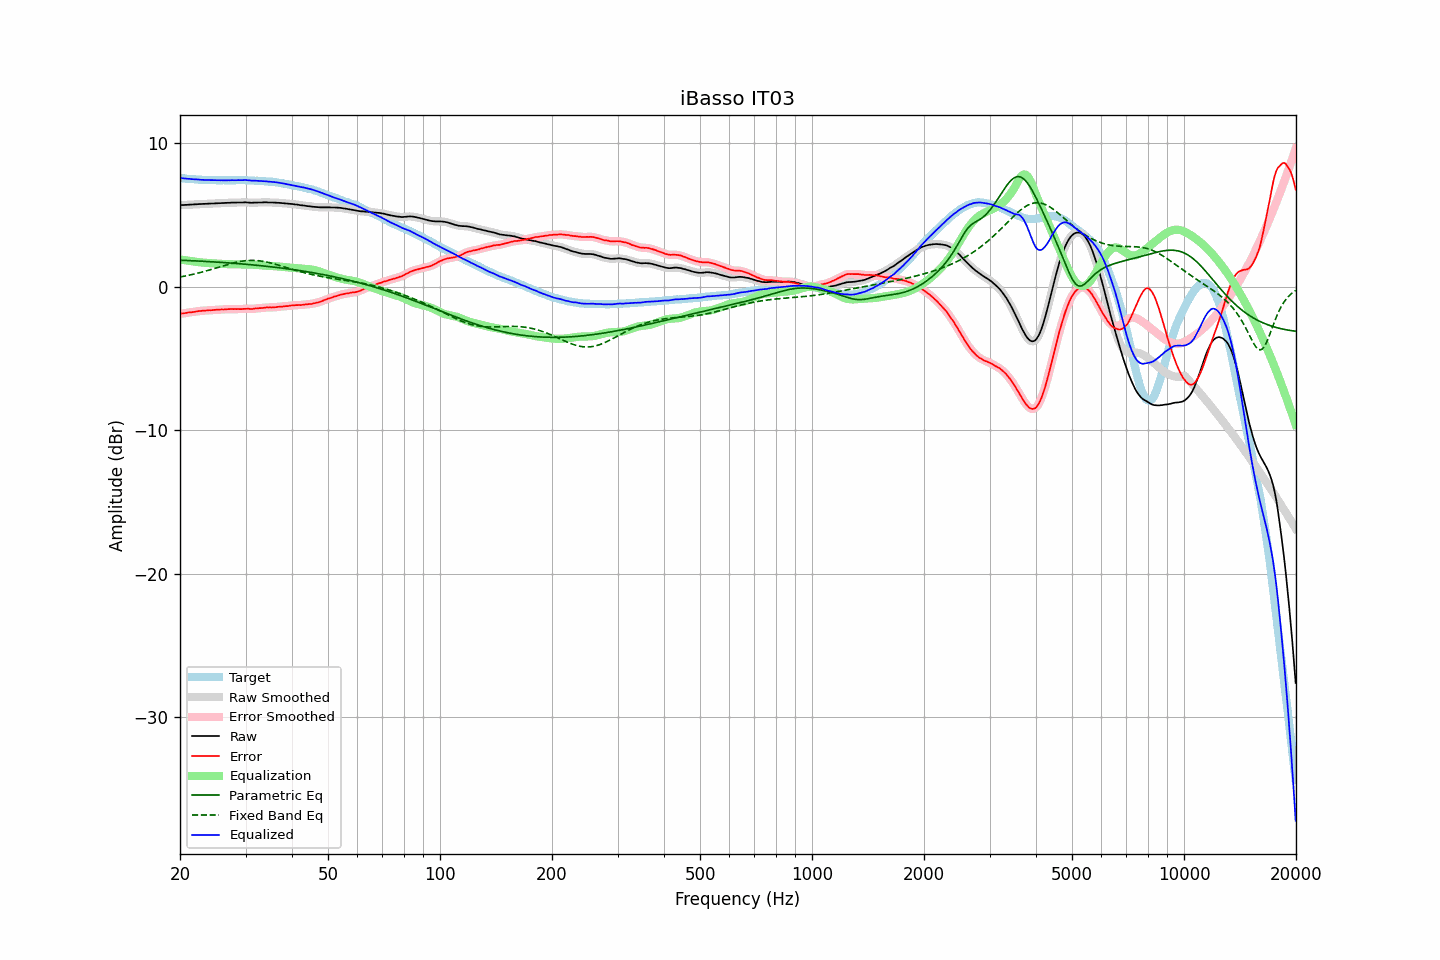 iBasso IT03
10
0
−10
−20
−30
Amplitude (dBr)
20
50
100
200
500
1000
2000
5000
10000
20000
Frequency (Hz)
Target
Raw Smoothed
Error Smoothed
Raw
Error
Equalization
Parametric Eq
Fixed Band Eq
Equalized